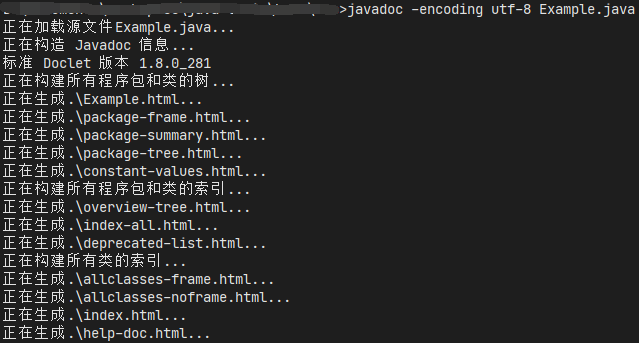 >javadoc -encoding utf-8 Example.java
正在加载源文件Example.java...
正在构造 Javadoc 信息...
标准 Doclet 版本 1.8.0_281
正在构建所有程序包和类的树...
正在生成.\Example.html...
正在生成.\package-frame.html...
正在生成.\package-summary.html...
正在生成.\package-tree.html...
正在生成.\constant-values.html...
正在构建所有程序包和类的索引...
正在生成.\overview-tree.html...
正在生成.\index-all.html...
正在生成.\deprecated-list.html...
正在构建所有类的索引...
正在生成.\allclasses-frame.html...
正在生成.\allclasses-noframe.html...
正在生成.\index.html...
正在生成.\help-doc.html...